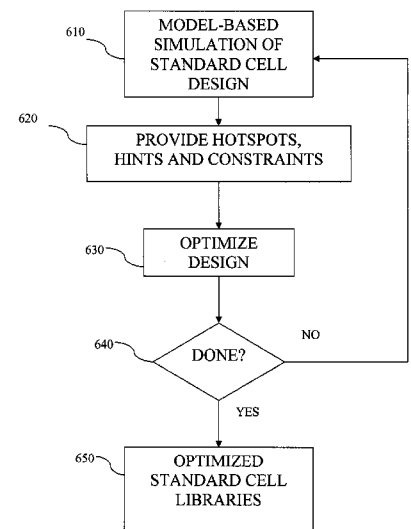 610
MODEL-BASED
SIMULATION OF
STANDARD CELL
DESIGN
620
PROVIDE HOTSPOTS,
HINTS AND CONSTRAINTS
630
OPTIMIZE
DESIGN
640
DONE?
NO
YES
650
OPTIMIZED
STANDARD CELL
LIBRARIES